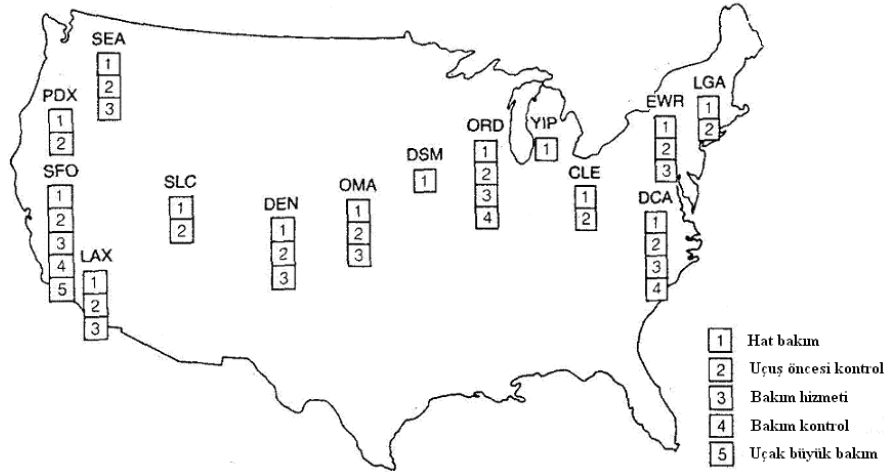 SEA
1
2
3
PDX
1
2
SFO
1
2
3
4
5
LAX
1
2
3
SLC
1
2
DEN
1
2
3
OMA
1
2
3
DSM
1
ORD
1
2
3
4
YIP
1
CLE
1
2
EWR
1
2
3
LGA
1
2
DCA
1
2
3
4
1 Hat bakım
2 Uçuş öncesi kontrol
3 Bakım hizmeti
4 Bakım kontrol
5 Uçak büyük bakım